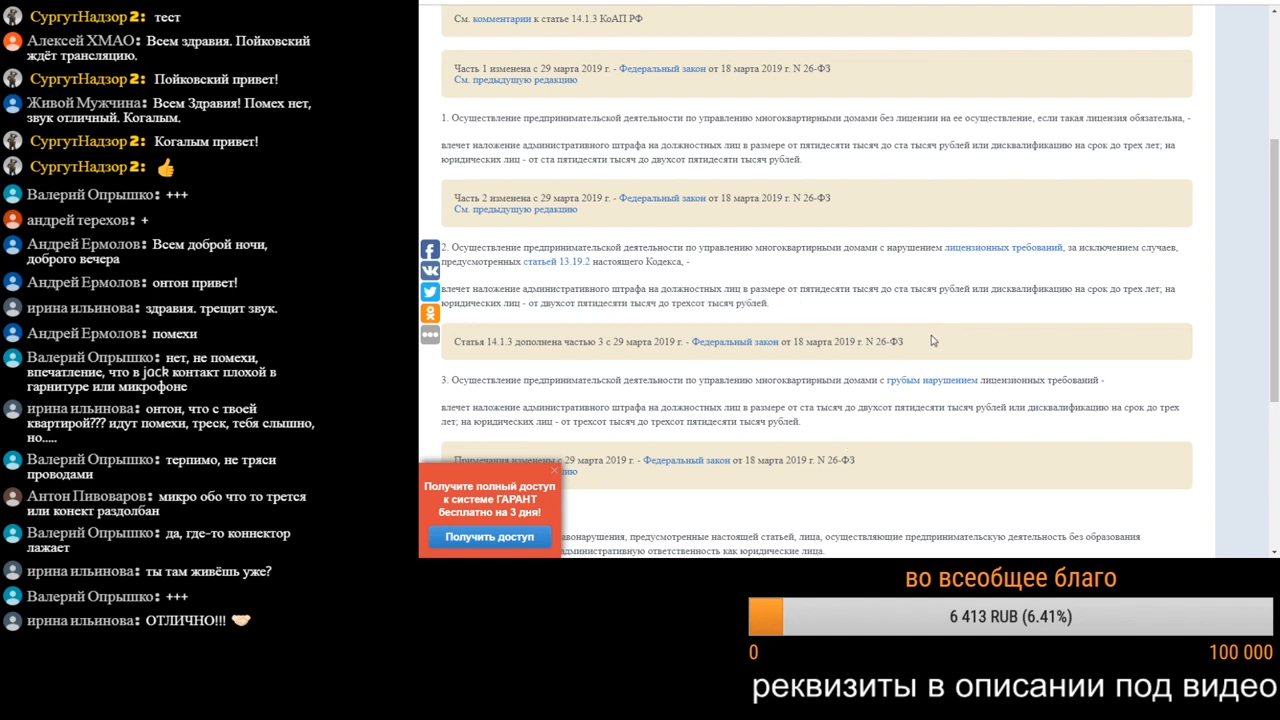 СургутНадзор 2: тест
Алексей ХМАО: Всем здравия. Пойковский
ждёт трансляцию.
СургутНадзор 2: Пойковский привет!
Живой Мужчина: Всем Здравия! Помех нет,
звук отличный. Когалым.
СургутНадзор 2: Когалым привет!
СургутНадзор 2: 👍
Валерий Опрышко: +++
андрей терехов: +
Андрей Ермолов: Всем доброй ночи,
доброго вечера
Андрей Ермолов: онтон привет!
ирина ильинова: здравия. трещит звук.
Андрей Ермолов: помехи
Валерий Опрышко: нет, не помехи,
впечатление, что в jack контакт плохой в
гарнитуре или микрофоне
ирина ильинова: онтон, что с твоей
квартирой??? идут помехи, треск, тебя слышно,
но.....
Валерий Опрышко: терпимо, не тряси
проводами
Антон Пивоваров: микро обо что то трется
или конект раздолбан
Валерий Опрышко: да, где-то коннектор
лажает
ирина ильинова: ты там живёшь уже?
Валерий Опрышко: +++
ирина ильинова: ОТЛИЧНО!!! 🤝
См. комментарии к статье 14.1.3 КоАП РФ
Часть 1 изменена с 29 марта 2019 г. - Федеральный закон от 18 марта 2019 г. N 26-ФЗ
См. предыдущую редакцию
1. Осуществление предпринимательской деятельности по управлению многоквартирными домами без лицензии на ее осуществление, если такая лицензия обязательна, -
влечет наложение административного штрафа на должностных лиц в размере от пятидесяти тысяч до ста тысяч рублей или дисквалификацию на срок до трех лет; на
юридических лиц - от ста пятидесяти тысяч до двухсот пятидесяти тысяч рублей.
Часть 2 изменена с 29 марта 2019 г. - Федеральный закон от 18 марта 2019 г. N 26-ФЗ
См. предыдущую редакцию
2. Осуществление предпринимательской деятельности по управлению многоквартирными домами с нарушением лицензионных требований, за исключением случаев,
предусмотренных статьей 13.19.2 настоящего Кодекса, -
влечет наложение административного штрафа на должностных лиц в размере от пятидесяти тысяч до ста тысяч рублей или дисквалификацию на срок до трех лет; на
юридических лиц - от двухсот пятидесяти тысяч до трехсот тысяч рублей.
Статья 14.1.3 дополнена частью 3 с 29 марта 2019 г. - Федеральный закон от 18 марта 2019 г. N 26-ФЗ
3. Осуществление предпринимательской деятельности по управлению многоквартирными домами с грубым нарушением лицензионных требований -
влечет наложение административного штрафа на должностных лиц в размере от ста тысяч до двухсот пятидесяти тысяч рублей или дисквалификацию на срок до трех
лет; на юридических лиц - от трехсот тысяч до трехсот пятидесяти тысяч рублей.
Примечания изменены с 29 марта 2019 г. - Федеральный закон от 18 марта 2019 г. N 26-ФЗ
Получите полный доступ
к системе ГАРАНТ
бесплатно на 3 дня!
Получить доступ
предусмотренные настоящей статьей, лица, осуществляющие предпринимательскую деятельность без образования
административную ответственность как юридические лица.
во всеобщее благо
6 413 RUB (6.41%)
0
100 000
реквизиты в описании под видео